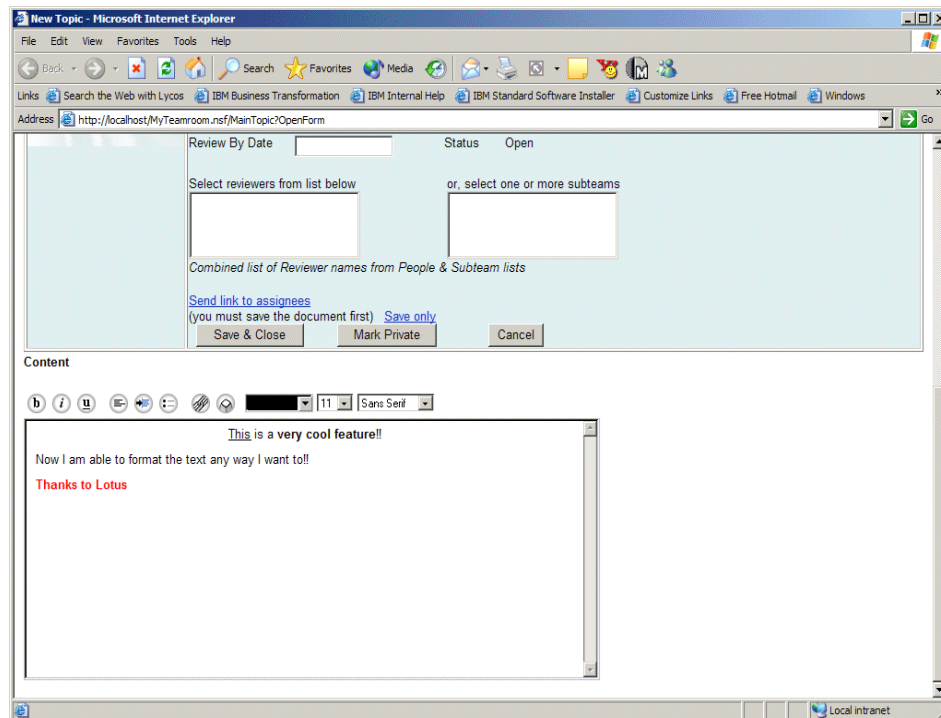 New Topic - Microsoft Internet Explorer
File Edit View Favorites Tools Help
Back Search Favorites Media
Links Search the Web with Lycos IBM Business Transformation IBM Internal Help IBM Standard Software Installer Customize Links Free Hotmail Windows »
Address http://localhost/MyTeamroom.nsf/MainTopic?OpenForm Go
Review By Date Status Open
Select reviewers from list below or, select one or more subteams
Combined list of Reviewer names from People & Subteam lists
Send link to assignees
(you must save the document first) Save only
Save & Close Mark Private Cancel
Content
b i u 11 Sans Serif
This is a very cool feature!!
Now I am able to format the text any way I want to!!
Thanks to Lotus
Local intranet